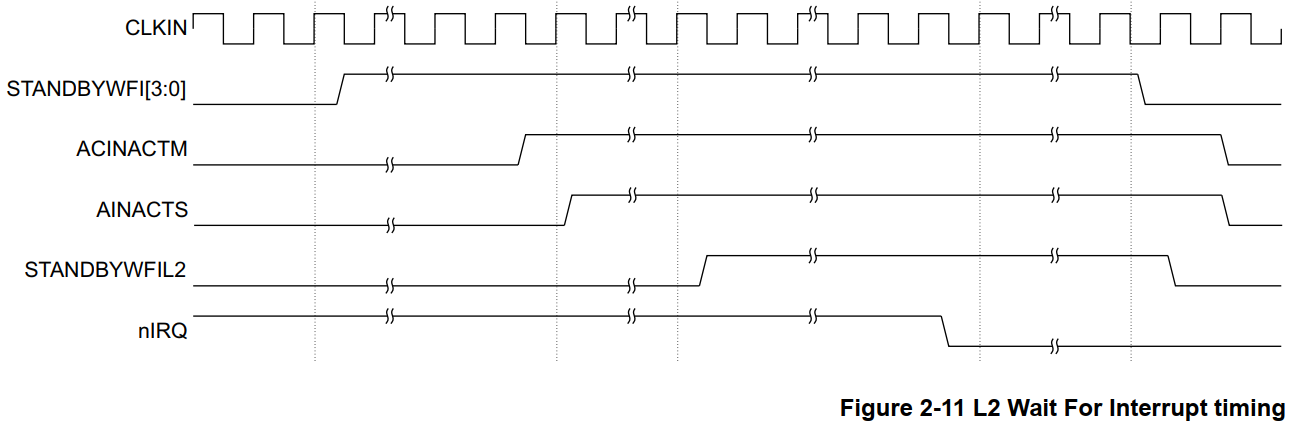 CLKIN
STANDBYWFI[3:0]
ACINACTM
AINACTS
STANDBYWFIL2
nIRQ
Figure 2-11 L2 Wait For Interrupt timing